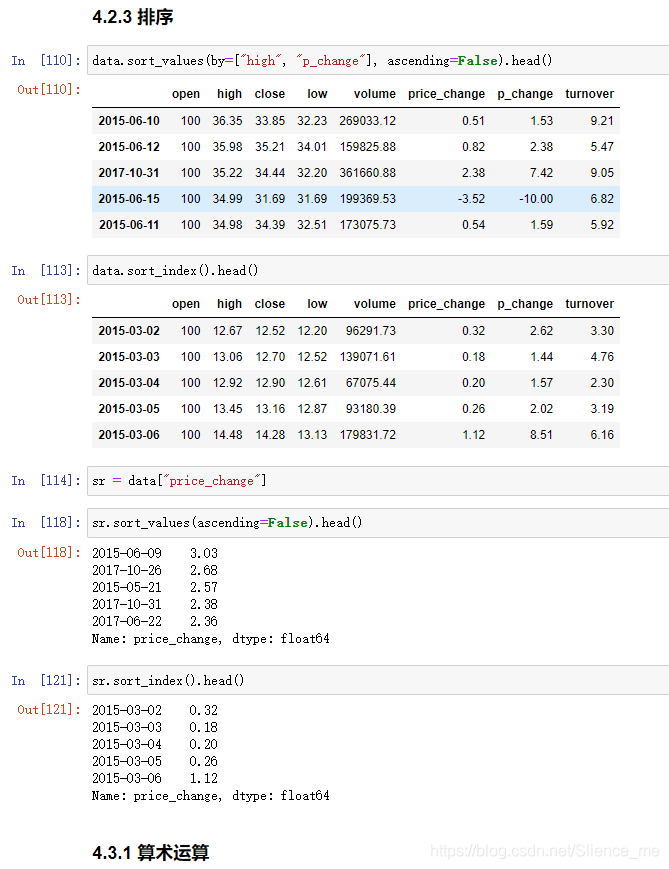 4.2.3 排序
In [110]: data.sort_values(by=["high", "p_change"], ascending=False).head()
Out[110]:
open high close low volume price_change p_change turnover
2015-06-10 100 36.35 33.85 32.23 269033.12 0.51 1.53 9.21
2015-06-12 100 35.98 35.21 34.01 159825.88 0.82 2.38 5.47
2017-10-31 100 35.22 34.44 32.20 361660.88 2.38 7.42 9.05
2015-06-15 100 34.99 31.69 31.69 199369.53 -3.52 -10.00 6.82
2015-06-11 100 34.98 34.39 32.51 173075.73 0.54 1.59 5.92
In [113]: data.sort_index().head()
Out[113]:
open high close low volume price_change p_change turnover
2015-03-02 100 12.67 12.52 12.20 96291.73 0.32 2.62 3.30
2015-03-03 100 13.06 12.70 12.52 139071.61 0.18 1.44 4.76
2015-03-04 100 12.92 12.90 12.61 67075.44 0.20 1.57 2.30
2015-03-05 100 13.45 13.16 12.87 93180.39 0.26 2.02 3.19
2015-03-06 100 14.48 14.28 13.13 179831.72 1.12 8.51 6.16
In [114]: sr = data["price_change"]
In [118]: sr.sort_values(ascending=False).head()
Out[118]: 2015-06-09 3.03
2017-10-26 2.68
2015-05-21 2.57
2017-10-31 2.38
2017-06-22 2.36
Name: price_change, dtype: float64
In [121]: sr.sort_index().head()
Out[121]: 2015-03-02 0.32
2015-03-03 0.18
2015-03-04 0.20
2015-03-05 0.26
2015-03-06 1.12
Name: price_change, dtype: float64
4.3.1 算术运算
https://blog.csdn.net/Slience_me